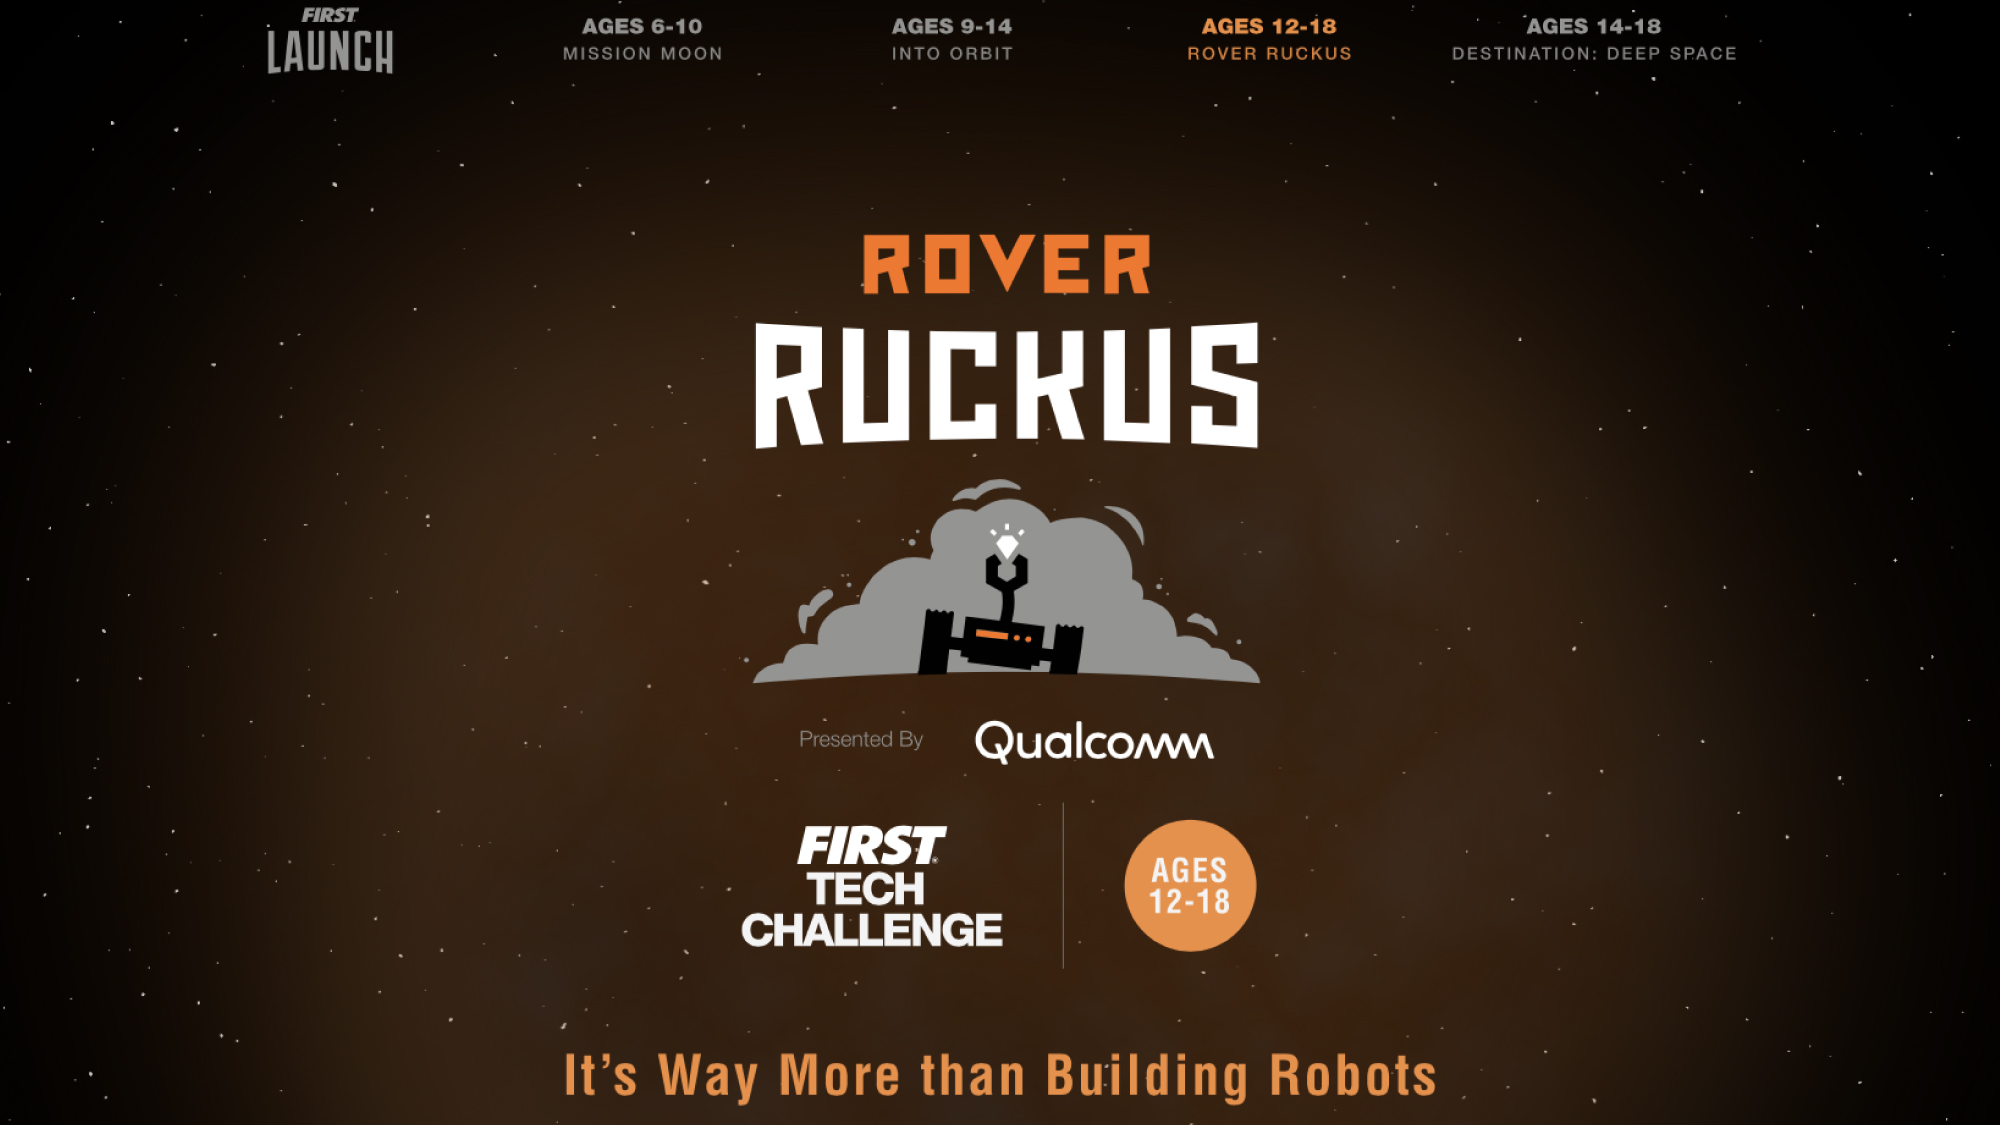 FIRST
LAUNCH
AGES 6-10
MISSION MOON
AGES 9-14
INTO ORBIT
AGES 12-18
ROVER RUCKUS
AGES 14-18
DESTINATION: DEEP SPACE
ROVER
RUCKUS
Presented By Qualcomm
FIRST®
TECH
CHALLENGE
AGES
12-18
It's Way More than Building Robots